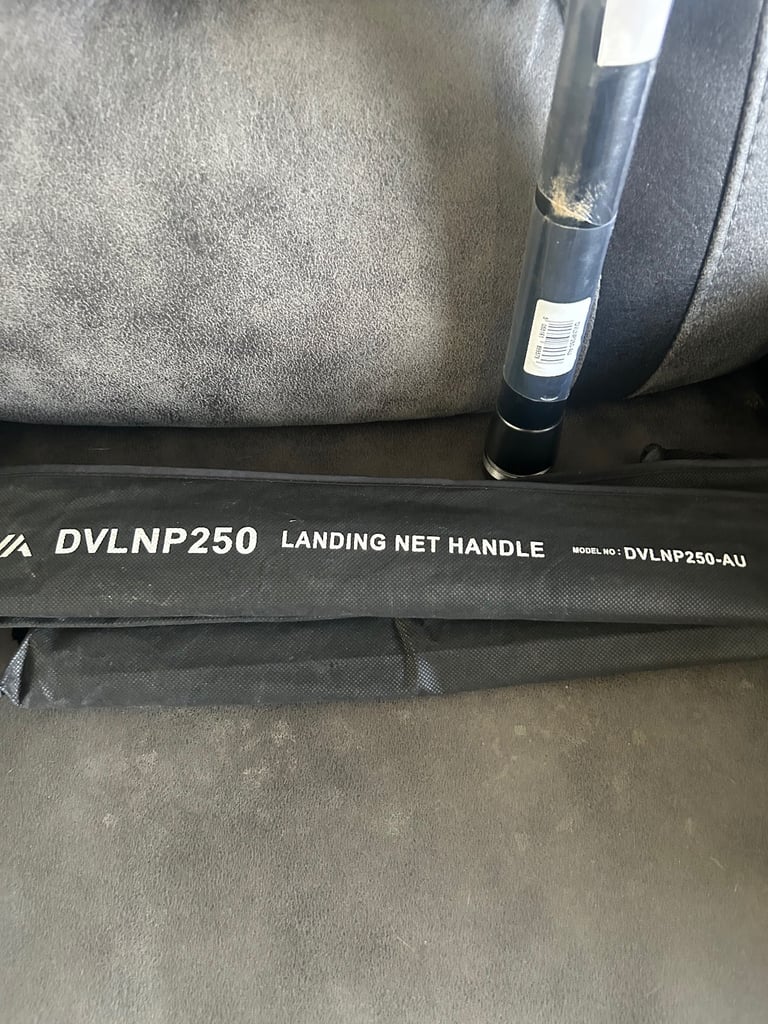 DVLNP250 LANDING NET HANDLE MODEL NO : DVLNP250-AU